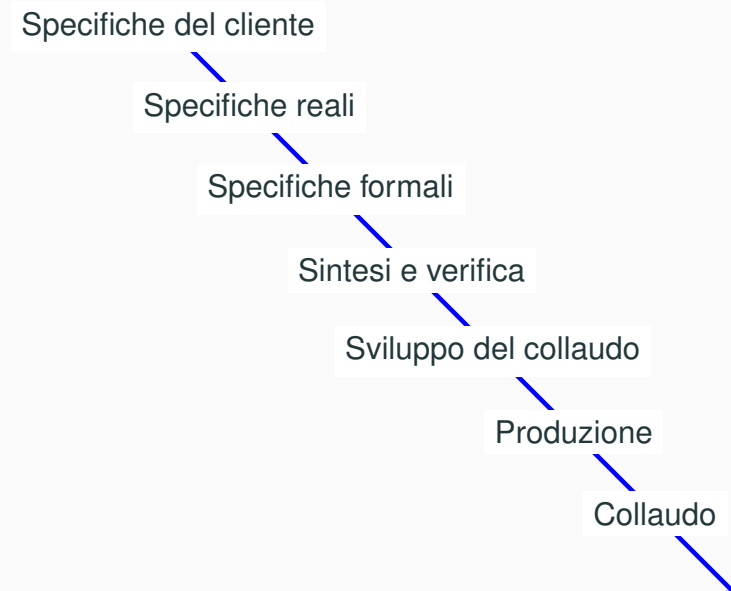 Specifiche del cliente
Specifiche reali
Specifiche formali
Sintesi e verifica
Sviluppo del collaudo
Produzione
Collaudo